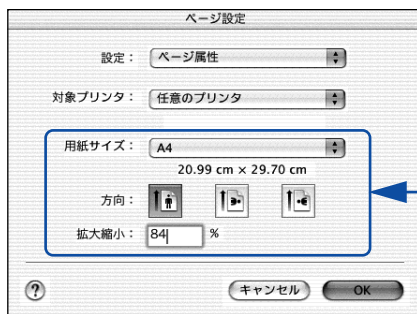 ページ設定
設定： ページ属性
対象プリンタ： 任意のプリンタ
用紙サイズ： A4
20.99 cm × 29.70 cm
方向：
拡大縮小： 84 %
? キャンセル OK